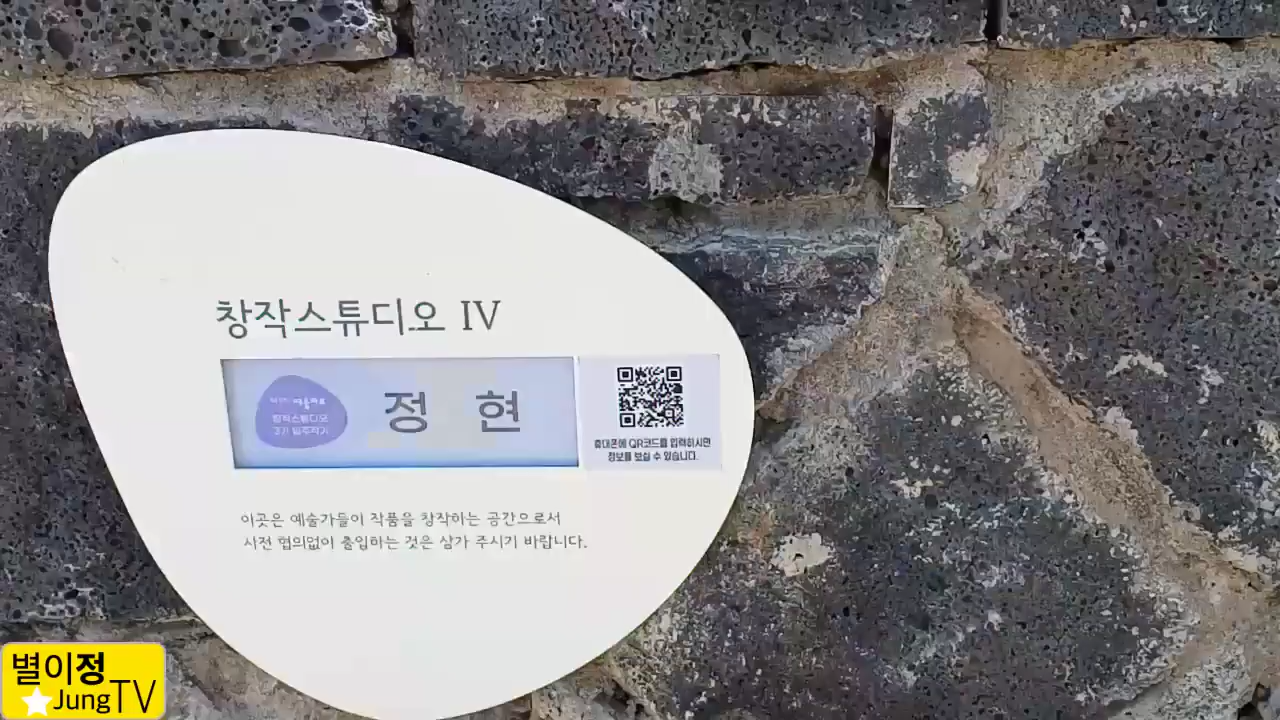 창작스튜디오 IV
창작스튜디오
2기 입주작가
정 현
휴대폰에 QR코드를 입력하시면
정보를 보실 수 있습니다.
이곳은 예술가들이 작품을 창작하는 공간으로서
사전 협의없이 출입하는 것은 삼가 주시기 바랍니다.
별이정
JungTV